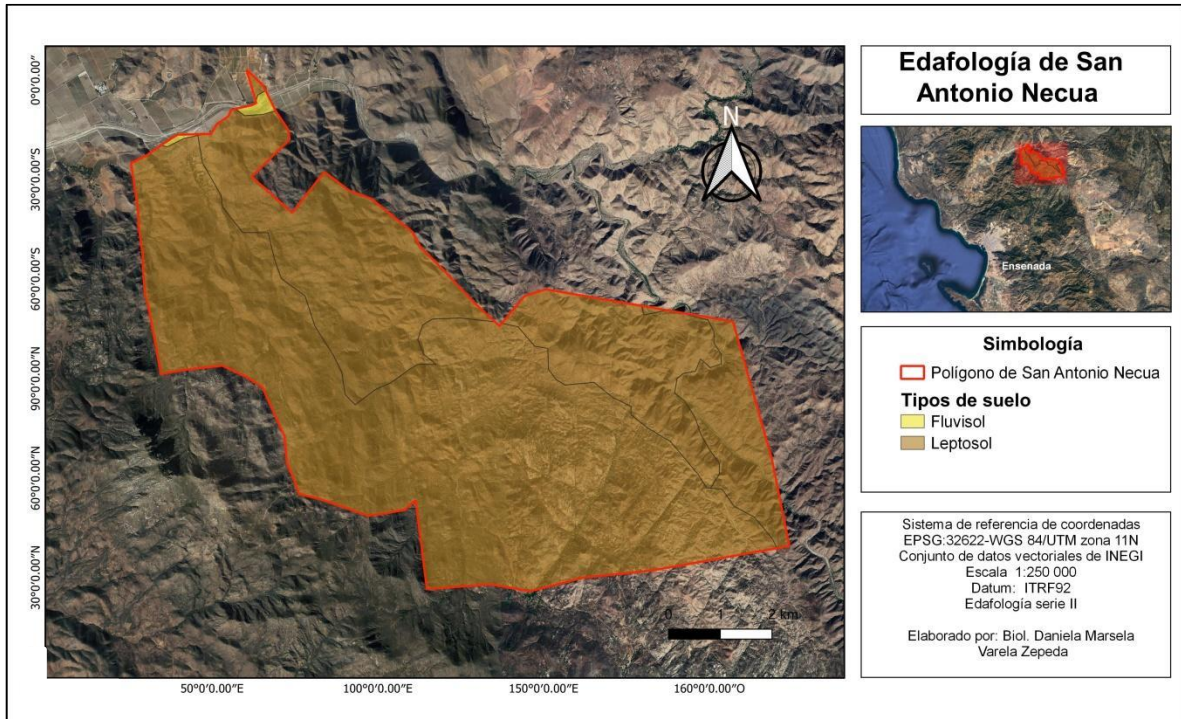 Edafología de San
Antonio Necua
N
Ensenada
Simbología
Polígono de San Antonio Necua
Tipos de suelo
Fluvisol
Leptosol
Sistema de referencia de coordenadas
EPSG:32622-WGS 84/UTM zona 11N
Conjunto de datos vectoriales de INEGI
Escala 1:250 000
Datum: ITRF92
Edafología serie II
Elaborado por: Biol. Daniela Marsela
Varela Zepeda
0°0'0.00"
30°0'0.00"S
60°0'0.00"S
90°0'0.00"N
60°0'0.00"N
30°0'0.00"N
0 1 2 km
50°0'0.00"E
100°0'0.00"E
150°0'0.00"E
160°0'0.00"O